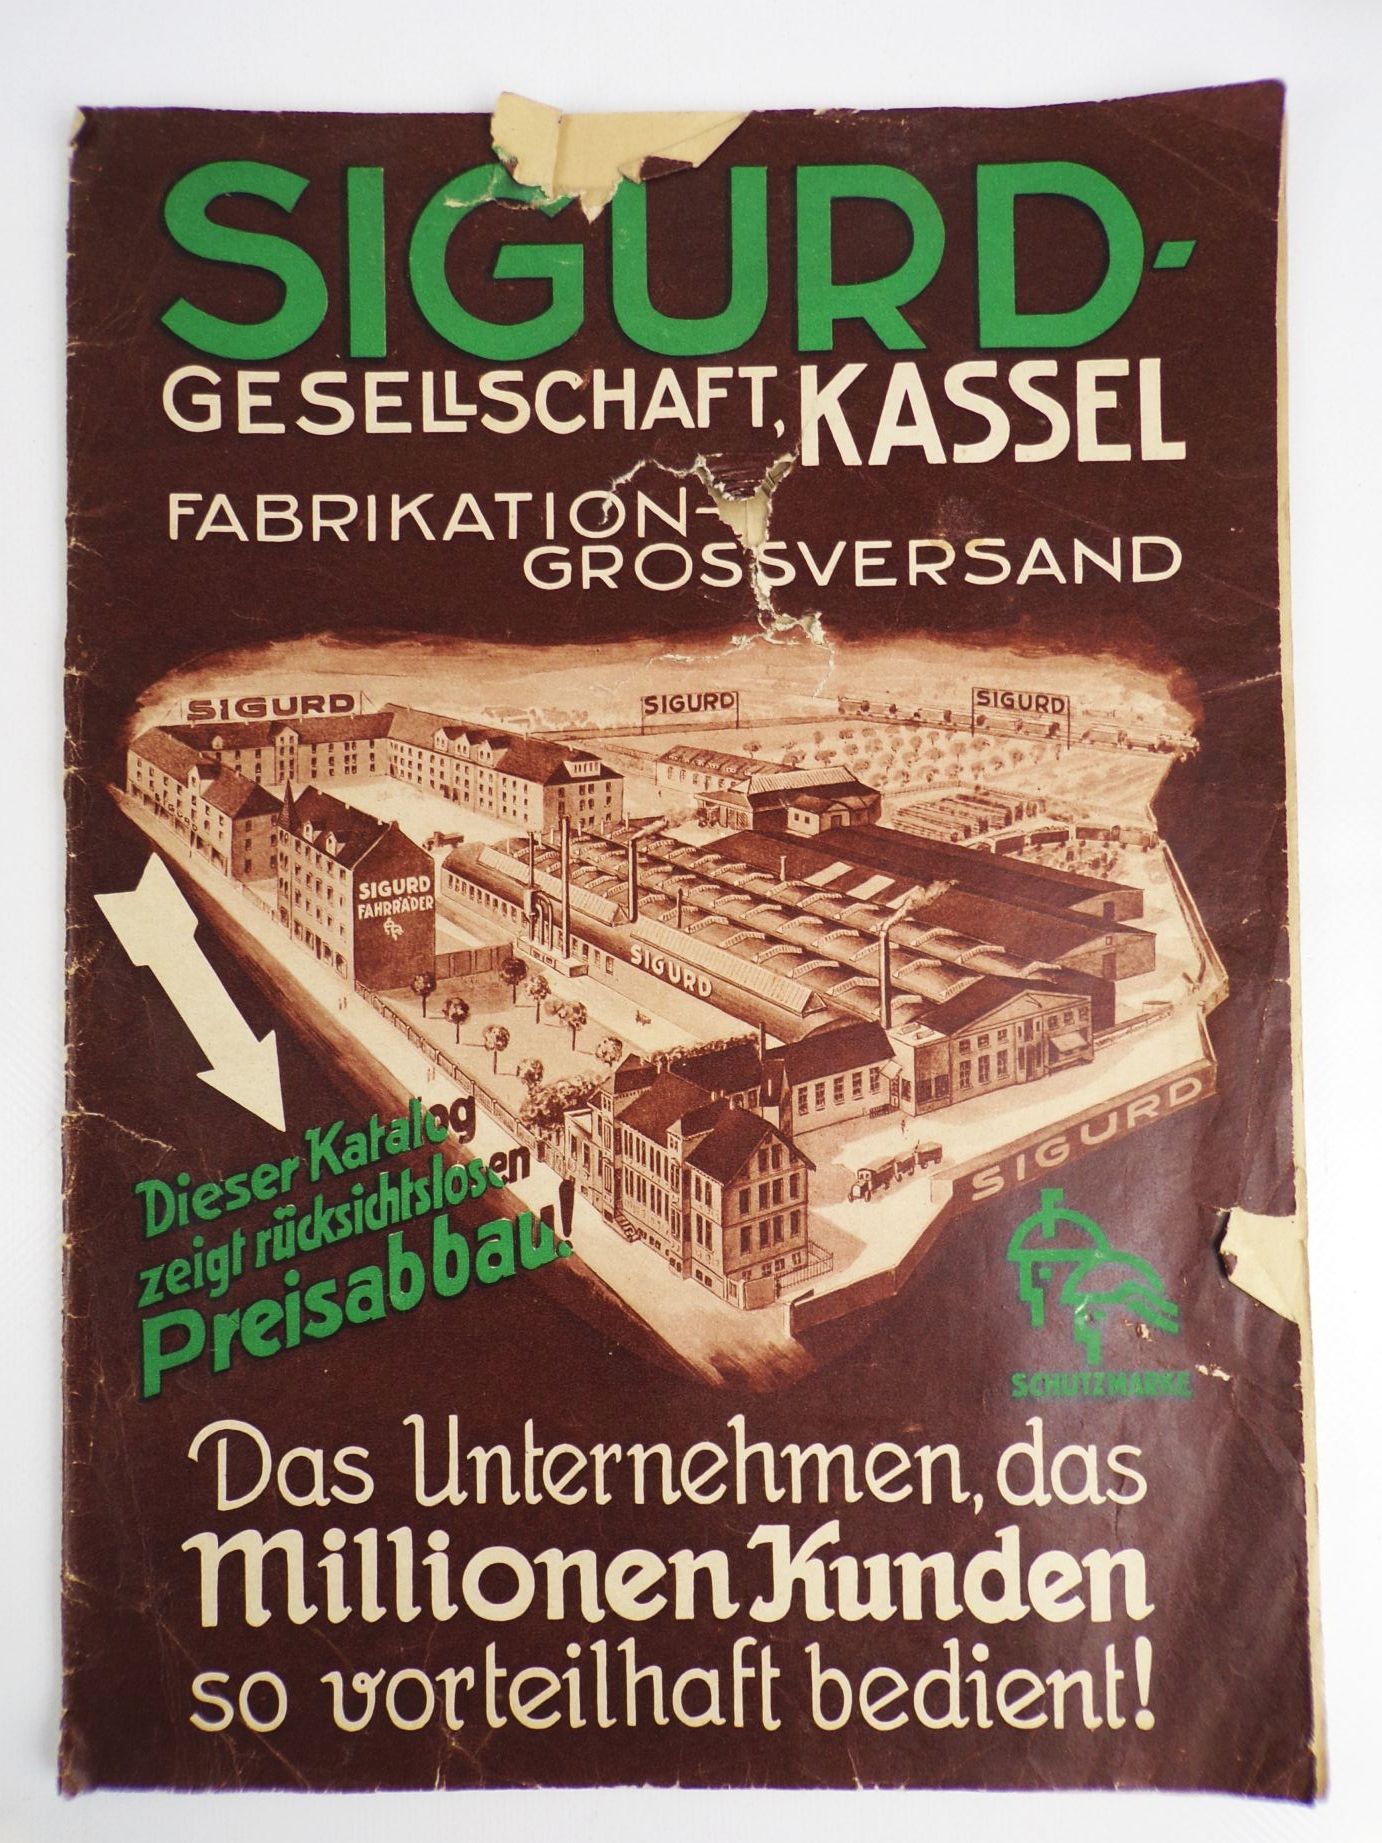 SIGURD-
GESELLSCHAFT, KASSEL
FABRIKATION-
GROSSVERSAND
SIGURD
SIGURD
SIGURD
SIGURD
FAHRRÄDER
SIGURD
SIGURD
Dieser Katalog
zeigt rücksichtslosen
Preisabbau!
SCHUTZMARKE
Das Unternehmen, das
Millionen Kunden
so vorteilhaft bedient!